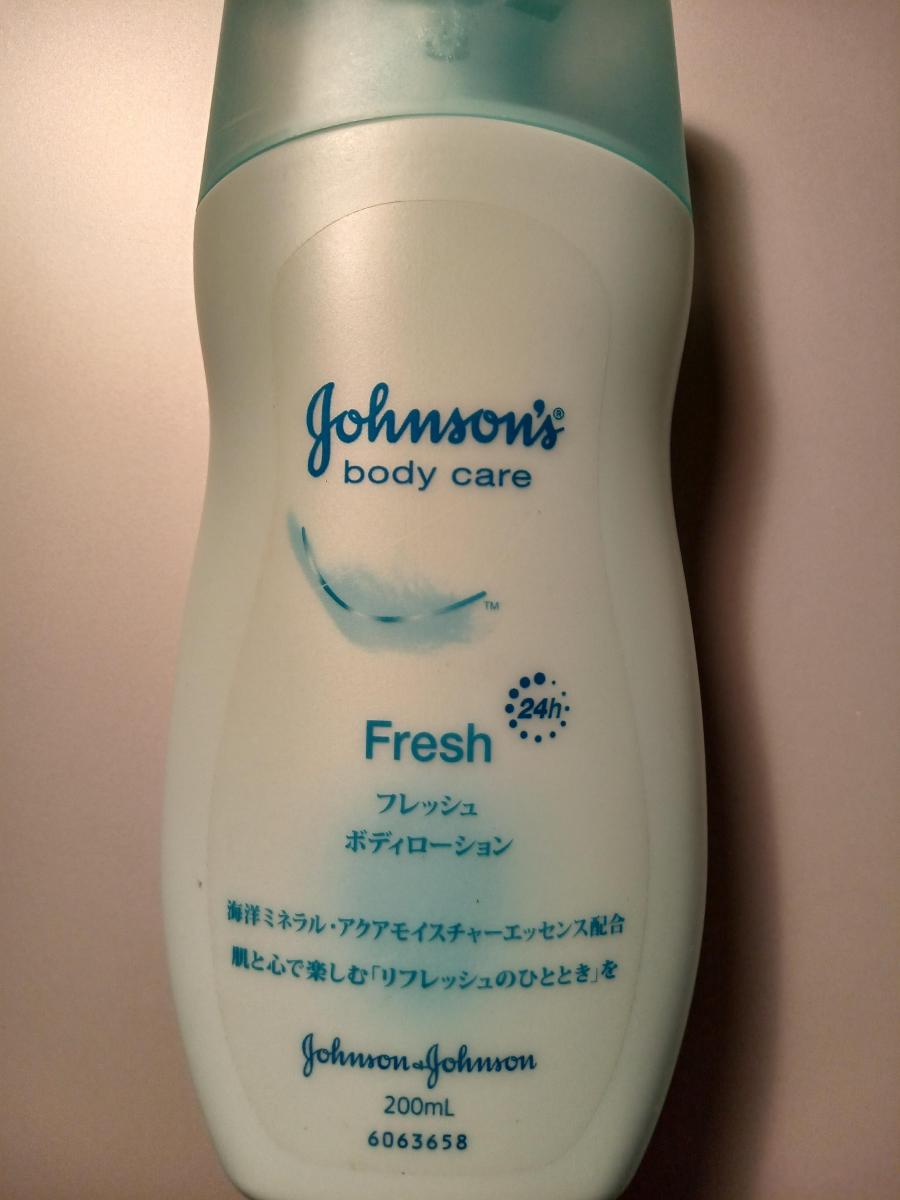 Johnson's®
body care
TM
24h
Fresh
フレッシュ
ボディローション
海洋ミネラル・アクアモイスチャーエッセンス配合
肌と心で楽しむ「リフレッシュのひととき」を
Johnson & Johnson
200mL
6063658